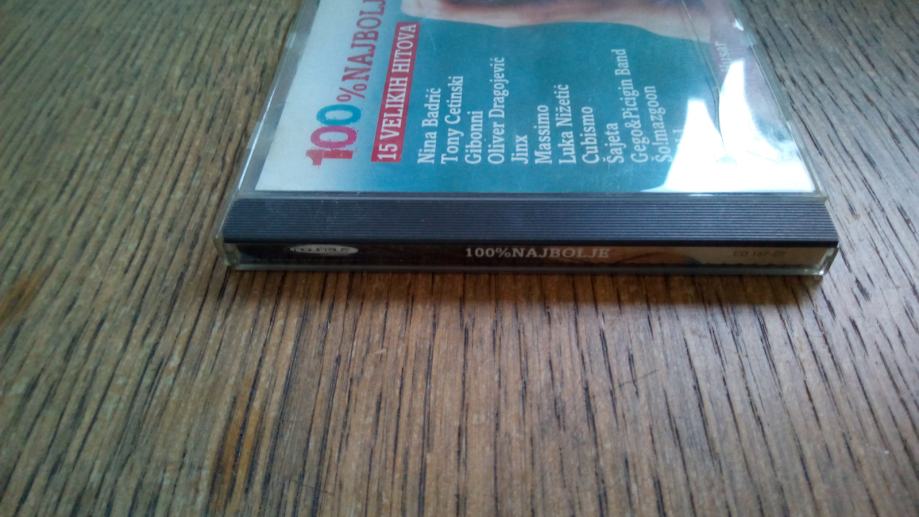 100%NAJBOLJ
15 VELIKIH HITOVA
Nina Badrić
Tony Cetinski
Gibonni
Oliver Dragojević
Jinx
Massimo
Luka Nižetić
Cubismo
Šajeta
Gego&Picigin Band
Šo!mazgoon
100%NAJBOLJE